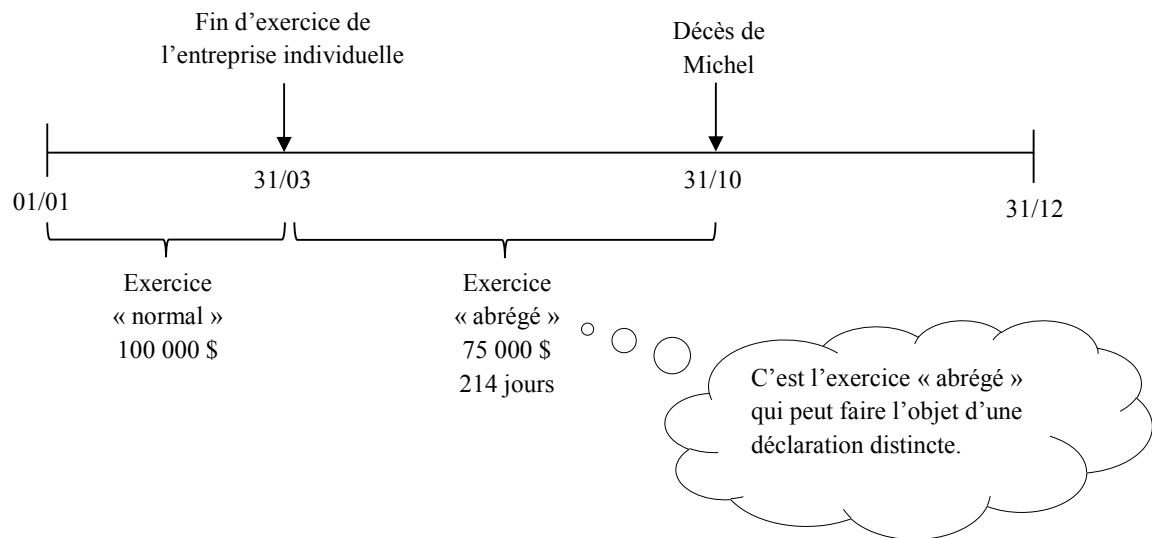 Fin d’exercice de
l’entreprise individuelle
Décès de
Michel
01/01
31/03
31/10
31/12
Exercice
« normal »
100 000 $
Exercice
« abrégé »
75 000 $
214 jours
C’est l’exercice « abrégé »
qui peut faire l’objet d’une
déclaration distincte.